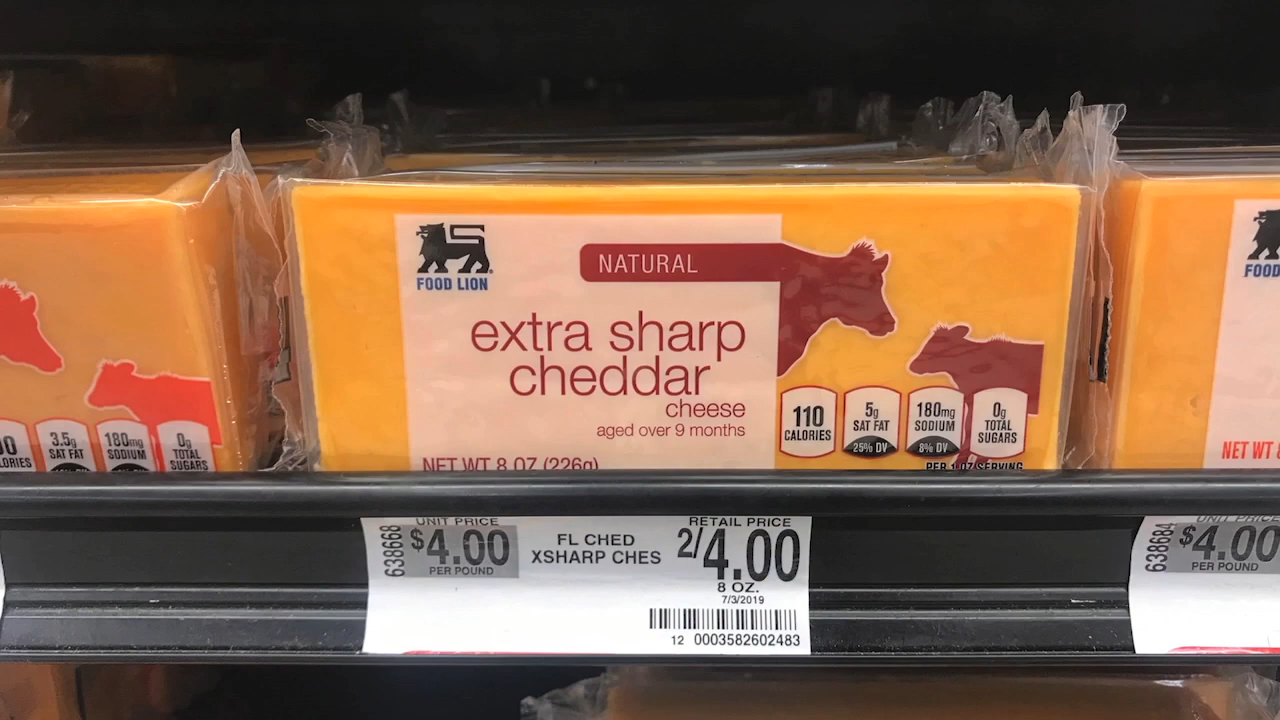 FOOD LION
NATURAL
extra sharp
cheddar
cheese
aged over 9 months
NET WT 8 OZ (226g)
110
CALORIES
5g
SAT FAT
25% DV
180mg
SODIUM
8% DV
0g
TOTAL
SUGARS
PER 1 OZ SERVING
3.5g
SAT FAT
180mg
SODIUM
0g
TOTAL
SUGARS
NET WT
638668
UNIT PRICE
$4.00
PER POUND
FL CHED
XSHARP CHES
RETAIL PRICE
2/4.00
8 OZ.
7/3/2019
12 0003582602483
638684
UNIT PRICE
$4.00
PER POUND